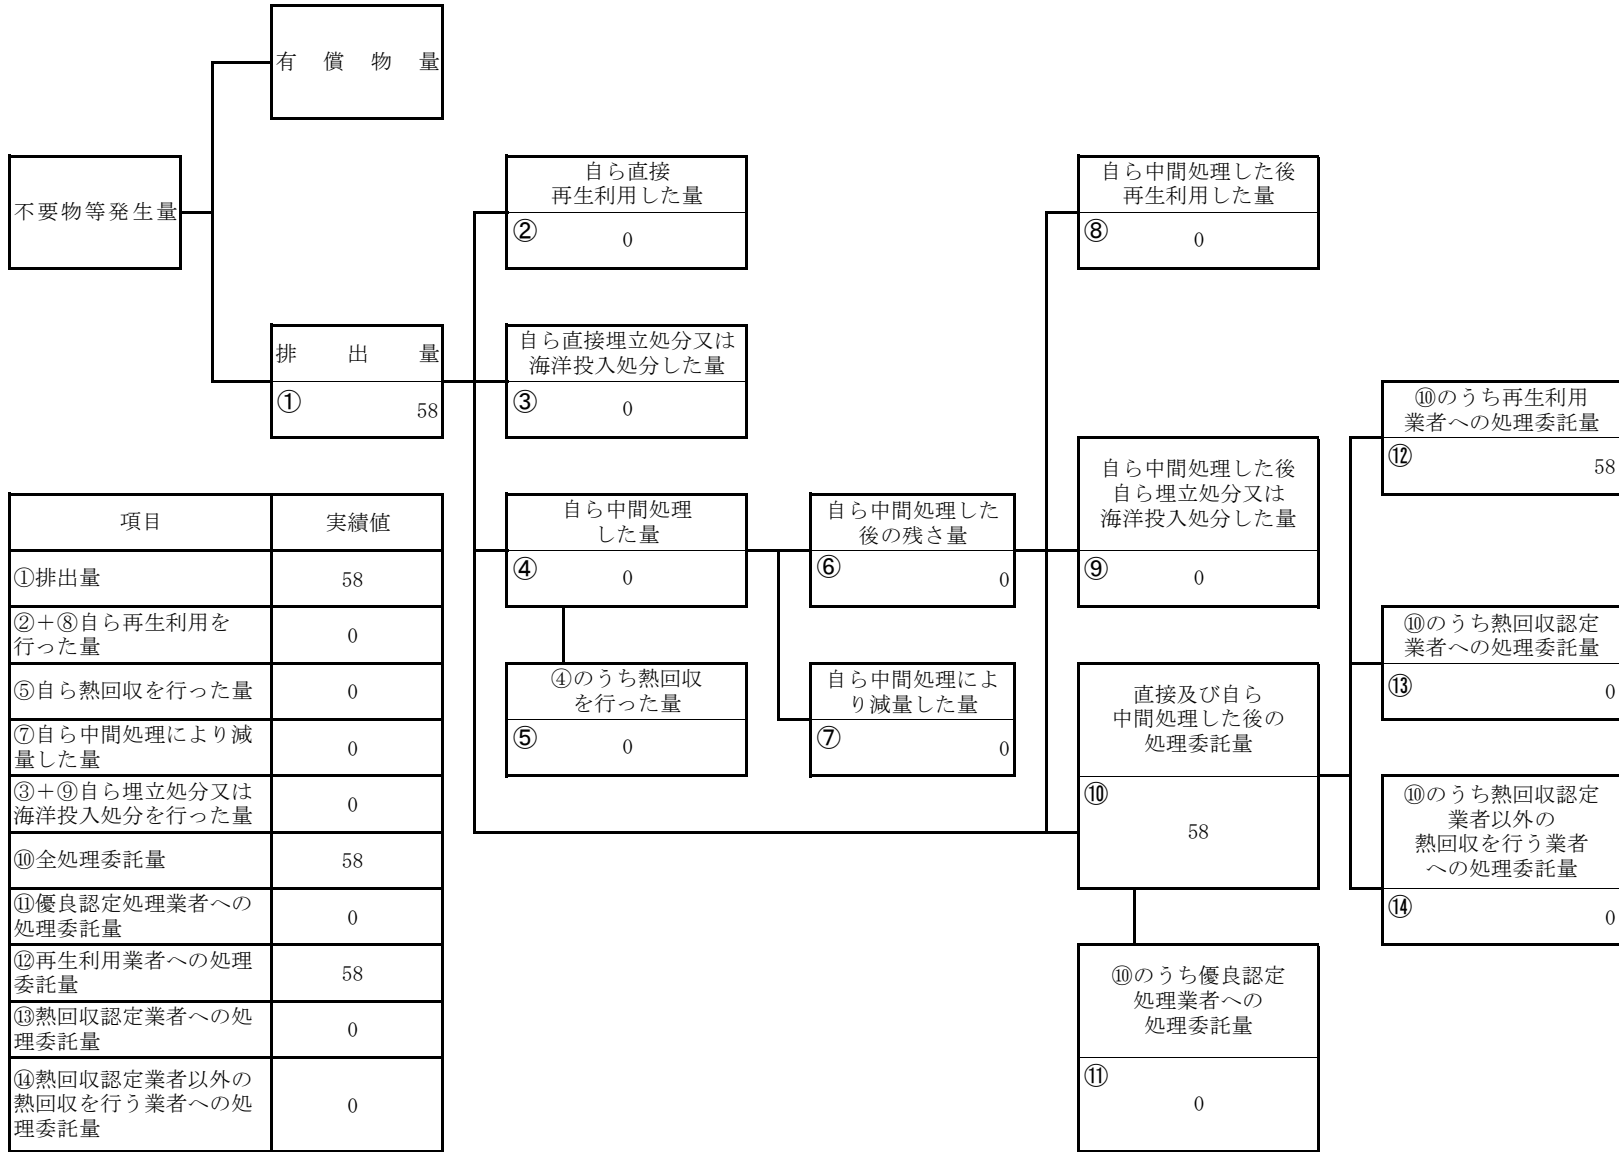 有償物量
不要物等発生量
排出量
① 58
自ら直接
再生利用した量
② 0
自ら直接埋立処分又は
海洋投入処分した量
③ 0
自ら中間処理
した量
④ 0
④のうち熱回収
を行った量
⑤ 0
自ら中間処理した
後の残さ量
⑥ 0
自ら中間処理によ
り減量した量
⑦ 0
自ら中間処理した後
再生利用した量
⑧ 0
自ら中間処理した後
自ら埋立処分又は
海洋投入処分した量
⑨ 0
直接及び自ら
中間処理した後の
処理委託量
⑩
58
⑩のうち優良認定
処理業者への
処理委託量
⑪
0
⑩のうち再生利用
業者への処理委託量
⑫ 58
⑩のうち熱回収認定
業者への処理委託量
⑬ 0
⑩のうち熱回収認定
業者以外の
熱回収を行う業者
への処理委託量
⑭ 0
項目 実績値
①排出量 58
②+⑧自ら再生利用を
行った量 0
⑤自ら熱回収を行った量 0
⑦自ら中間処理により減
量した量 0
③+⑨自ら埋立処分又は
海洋投入処分を行った量 0
⑩全処理委託量 58
⑪優良認定処理業者への
処理委託量 0
⑫再生利用業者への処理
委託量 58
⑬熱回収認定業者への処
理委託量 0
⑭熱回収認定業者以外の
熱回収を行う業者への処
理委託量 0